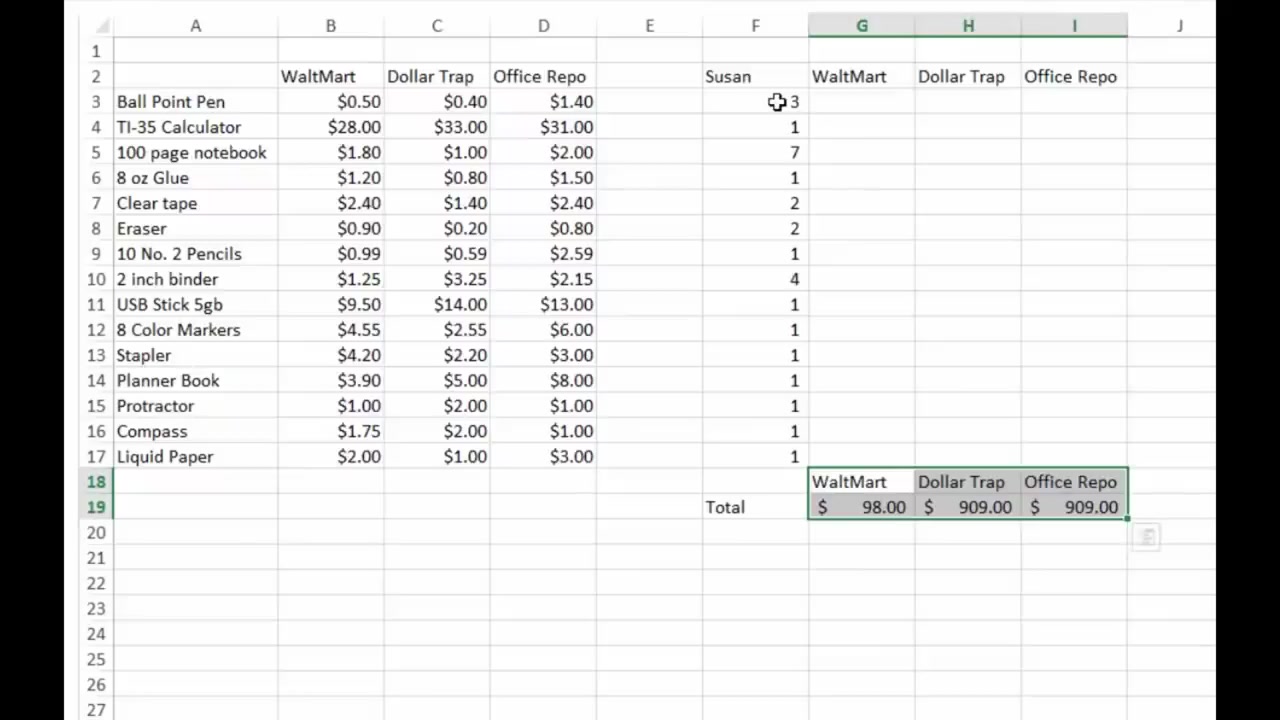 A B C D E F G H I J
1
2 WaltMart Dollar Trap Office Repo Susan WaltMart Dollar Trap Office Repo
3 Ball Point Pen $0.50 $0.40 $1.40 3
4 TI-35 Calculator $28.00 $33.00 $31.00 1
5 100 page notebook $1.80 $1.00 $2.00 7
6 8 oz Glue $1.20 $0.80 $1.50 1
7 Clear tape $2.40 $1.40 $2.40 2
8 Eraser $0.90 $0.20 $0.80 2
9 10 No. 2 Pencils $0.99 $0.59 $2.59 1
10 2 inch binder $1.25 $3.25 $2.15 4
11 USB Stick 5gb $9.50 $14.00 $13.00 1
12 8 Color Markers $4.55 $2.55 $6.00 1
13 Stapler $4.20 $2.20 $3.00 1
14 Planner Book $3.90 $5.00 $8.00 1
15 Protractor $1.00 $2.00 $1.00 1
16 Compass $1.75 $2.00 $1.00 1
17 Liquid Paper $2.00 $1.00 $3.00 1
18 WaltMart Dollar Trap Office Repo
19 Total $ 98.00 $ 909.00 $ 909.00
20
21
22
23
24
25
26
27